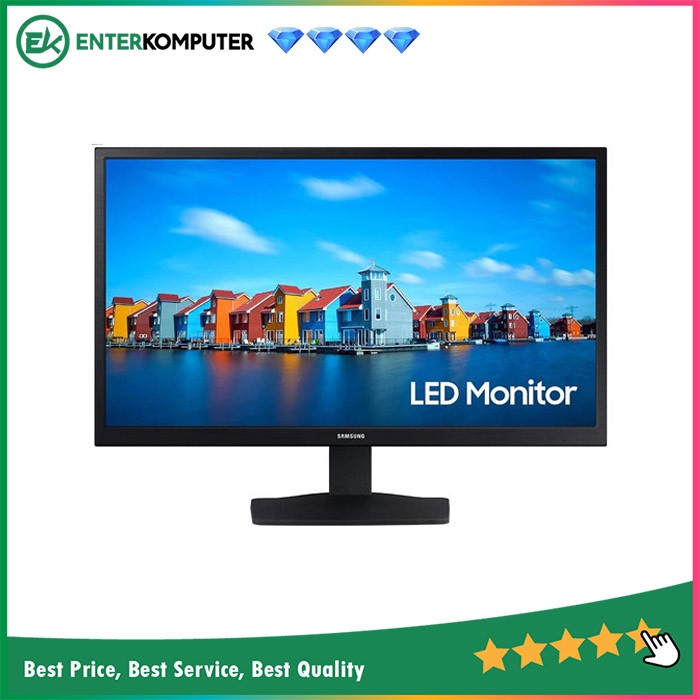 EK ENTERKOMPUTER
LED Monitor
SAMSUNG
Best Price, Best Service, Best Quality